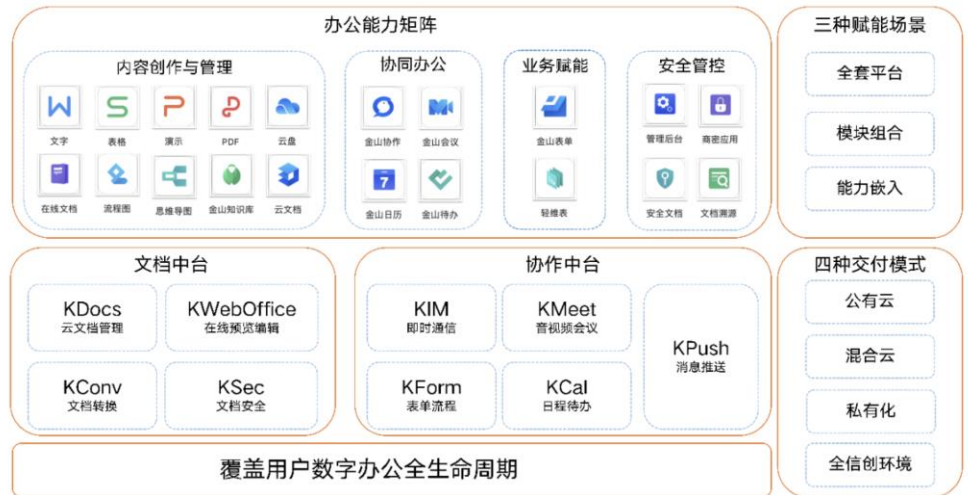 办公能力矩阵
内容创作与管理
文字 表格 演示 PDF 云盘
在线文档 流程图 思维导图 金山知识库 云文档
协同办公
金山协作 金山会议
7
金山日历 金山待办
业务赋能
金山表单
轻维表
安全管控
管理后台 商密应用
安全文档 文档溯源
三种赋能场景
全套平台
模块组合
能力嵌入
文档中台
KDocs
云文档管理
KWebOffice
在线预览编辑
KConv
文档转换
KSec
文档安全
协作中台
KIM
即时通信
KMeet
音视频会议
KForm
表单流程
KCal
日程待办
KPush
消息推送
四种交付模式
公有云
混合云
私有化
全信创环境
覆盖用户数字办公全生命周期